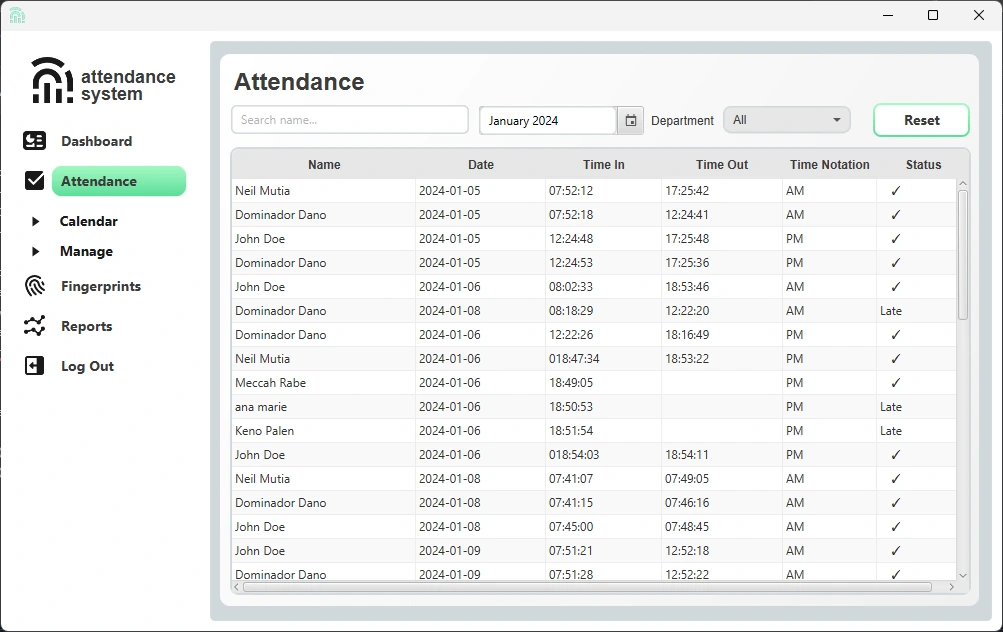 attendance
system
Dashboard
Attendance
Calendar
Manage
Fingerprints
Reports
Log Out
Attendance
Search name... January 2024 Department All Reset
Name Date Time In Time Out Time Notation Status
Neil Mutia 2024-01-05 07:52:12 17:25:42 AM ✓
Dominador Dano 2024-01-05 07:52:18 12:24:41 AM ✓
John Doe 2024-01-05 12:24:48 17:25:48 PM ✓
Dominador Dano 2024-01-05 12:24:53 17:25:36 PM ✓
John Doe 2024-01-06 08:02:33 18:53:46 AM ✓
Dominador Dano 2024-01-08 08:18:29 12:22:20 AM Late
Dominador Dano 2024-01-06 12:22:26 18:16:49 PM ✓
Neil Mutia 2024-01-06 018:47:34 18:53:22 PM ✓
Meccah Rabe 2024-01-06 18:49:05 PM ✓
ana marie 2024-01-06 18:50:53 PM Late
Keno Palen 2024-01-06 18:51:54 PM Late
John Doe 2024-01-06 018:54:03 18:54:11 PM ✓
Neil Mutia 2024-01-08 07:41:07 07:49:05 AM ✓
Dominador Dano 2024-01-08 07:41:15 07:46:16 AM ✓
John Doe 2024-01-08 07:45:00 07:48:45 AM ✓
John Doe 2024-01-09 07:51:21 12:52:18 AM ✓
Dominador Dano 2024-01-09 07:51:28 12:52:22 AM ✓